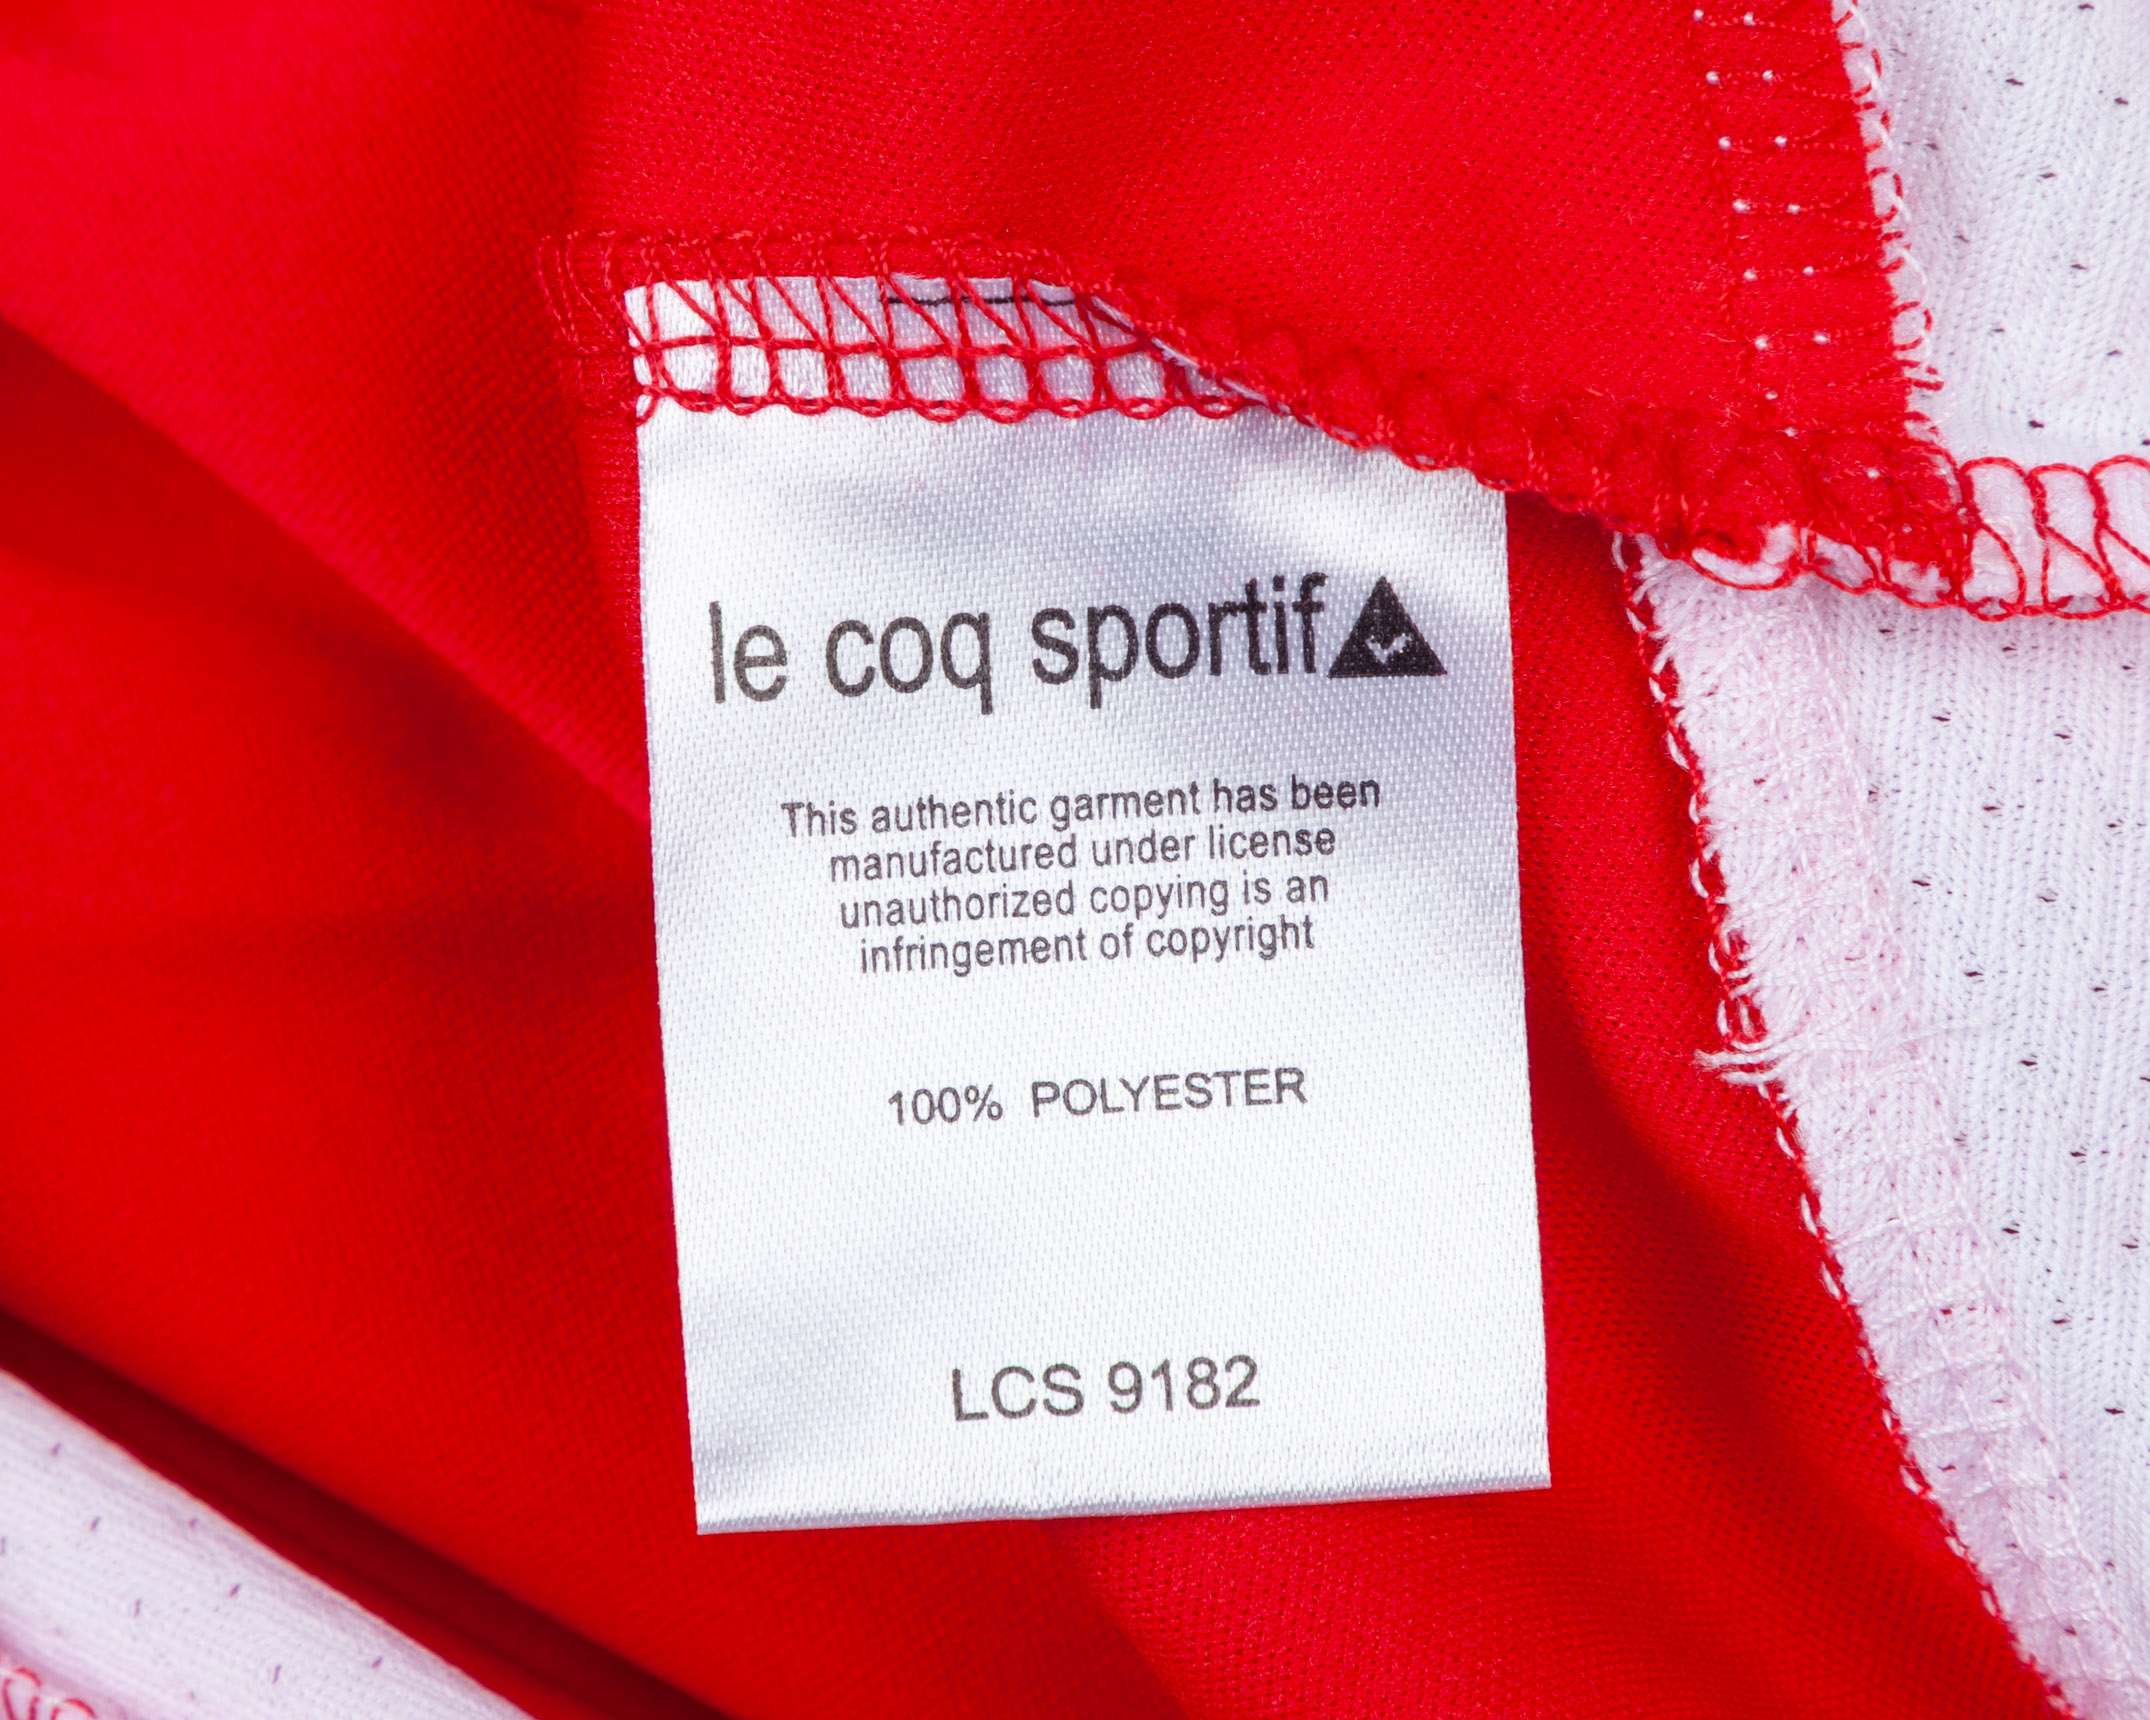 le coq sportif
This authentic garment has been
manufactured under license
unauthorized copying is an
infringement of copyright
100% POLYESTER
LCS 9182